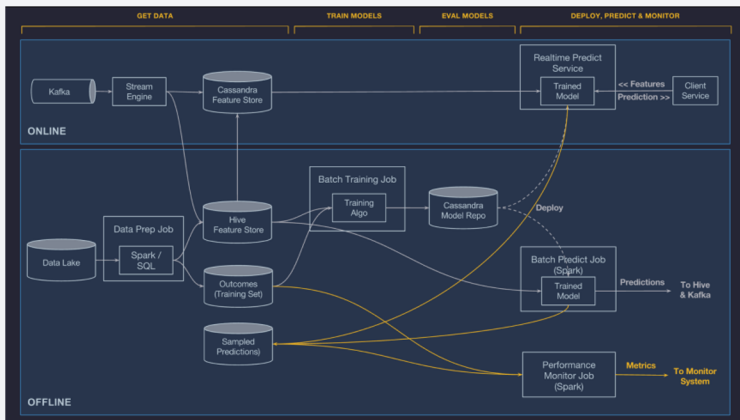 GET DATA
TRAIN MODELS
EVAL MODELS
DEPLOY, PREDICT & MONITOR
Kafka
Stream
Engine
Cassandra
Feature Store
Realtime Predict
Service
Trained
Model
<< Features
Prediction >>
Client
Service
ONLINE
Data Lake
Data Prep Job
Spark /
SQL
Hive
Feature Store
Outcomes
(Training Set)
Sampled
Predictions)
Batch Training Job
Training
Algo
Cassandra
Model Repo
Deploy
Batch Predict Job
(Spark)
Trained
Model
Predictions
To Hive
& Kafka
Performance
Monitor Job
(Spark)
Metrics
To Monitor
System
OFFLINE